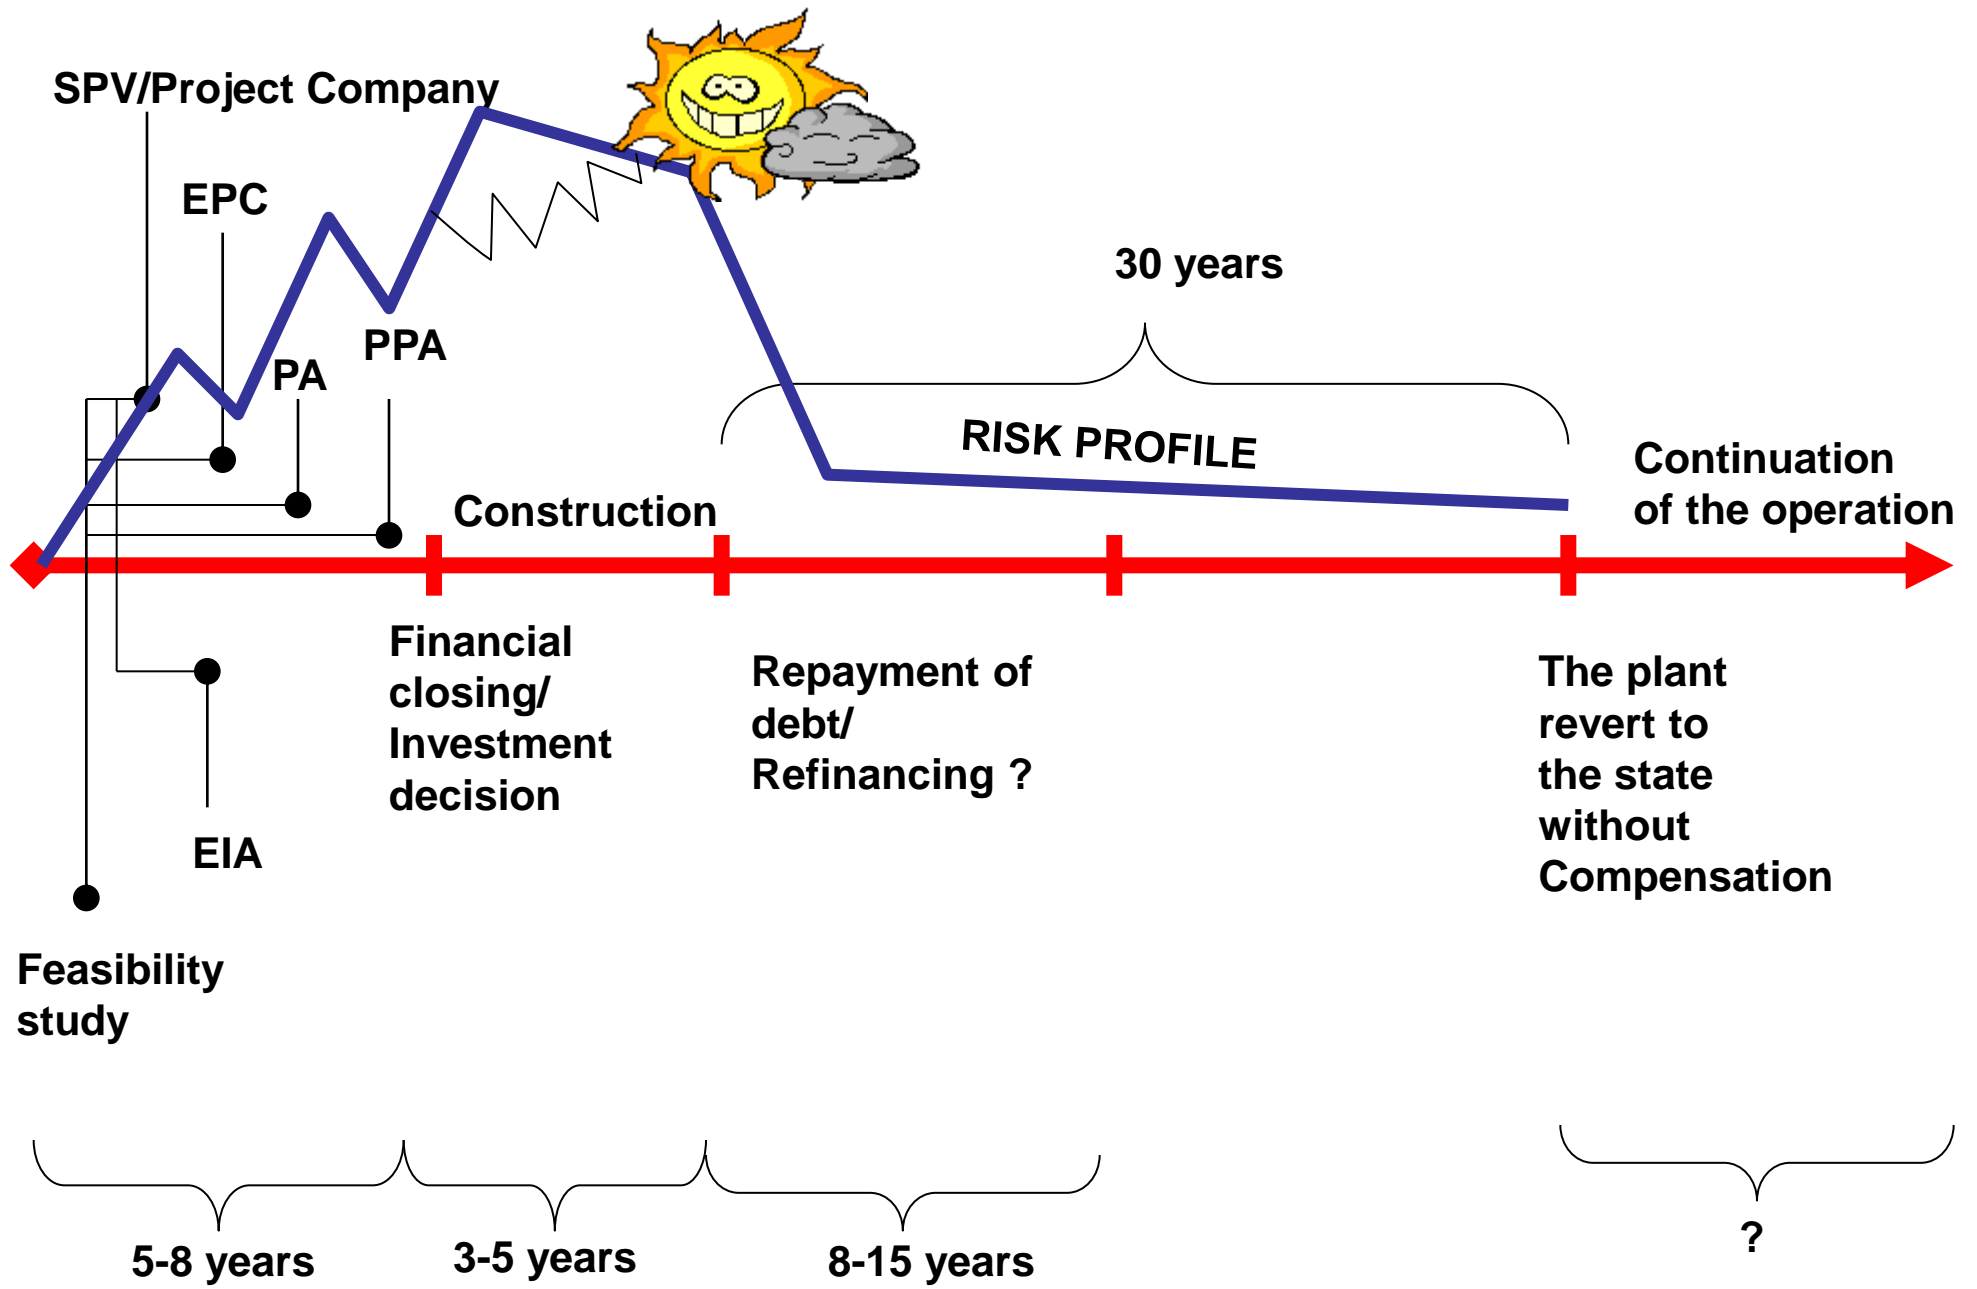 SPV/Project Company
EPC
PA
PPA
30 years
RISK PROFILE
Construction
Continuation
of the operation
Financial
closing/
Investment
decision
Repayment of
debt/
Refinancing ?
The plant
revert to
the state
without
Compensation
EIA
Feasibility
study
5-8 years
3-5 years
8-15 years
?